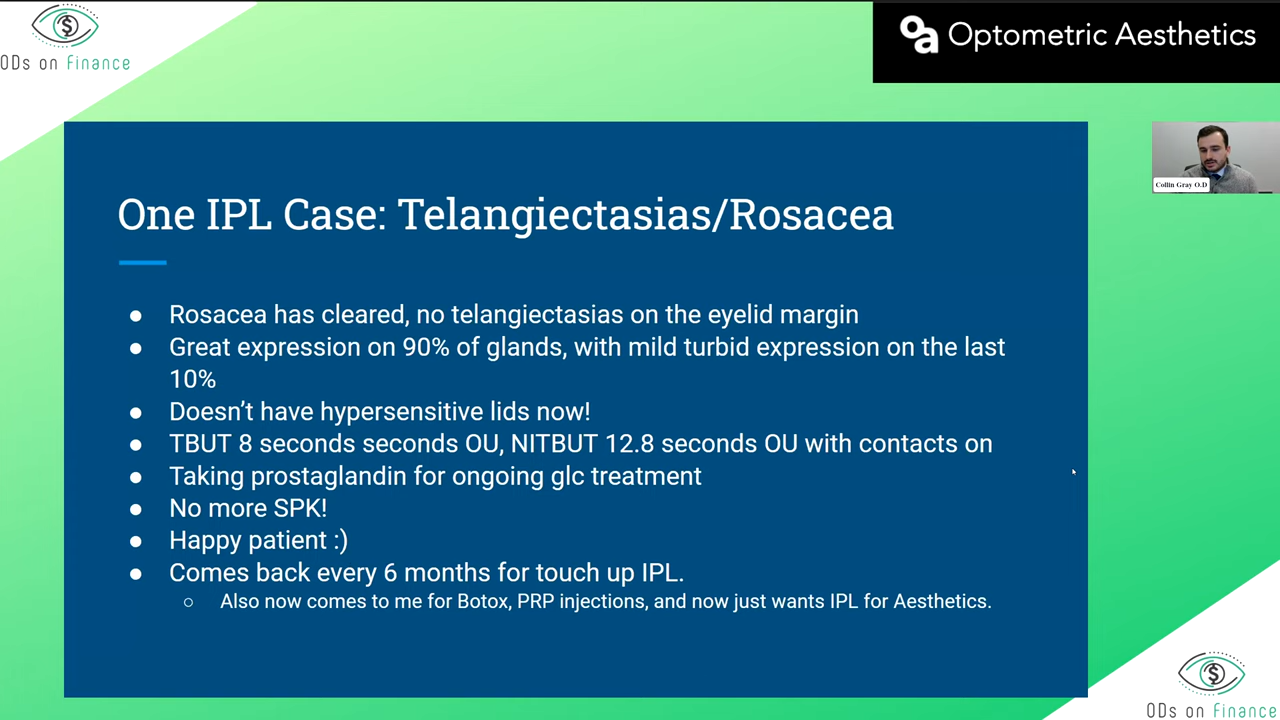 ODs on Finance
oa Optometric Aesthetics
Collin Gray O.D
One IPL Case: Telangiectasias/Rosacea
● Rosacea has cleared, no telangiectasias on the eyelid margin
● Great expression on 90% of glands, with mild turbid expression on the last
10%
● Doesn't have hypersensitive lids now!
● TBUT 8 seconds seconds OU, NITBUT 12.8 seconds OU with contacts on
● Taking prostaglandin for ongoing glc treatment
● No more SPK!
● Happy patient :)
● Comes back every 6 months for touch up IPL.
○ Also now comes to me for Botox, PRP injections, and now just wants IPL for Aesthetics.
ODs on Finance